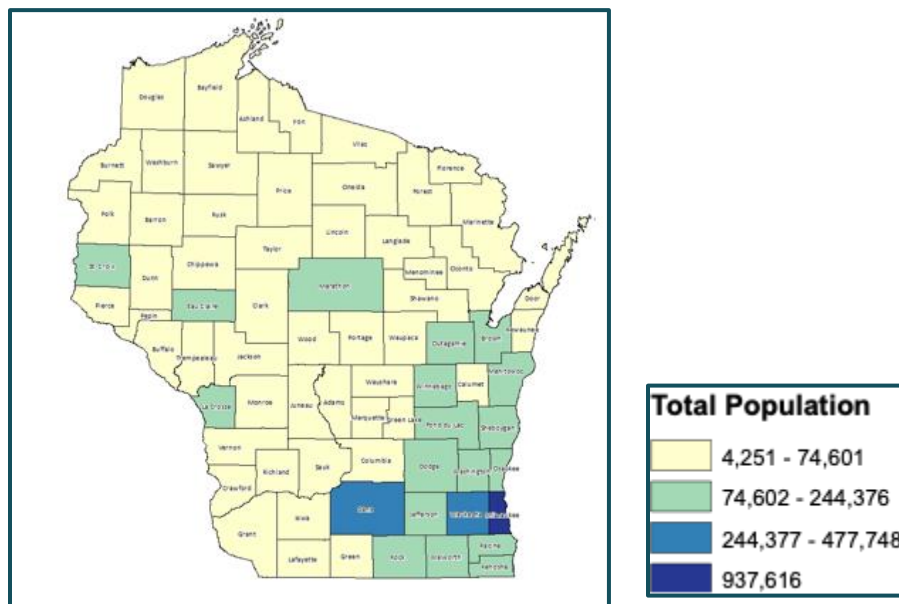 Bayfield
Douglas
Ashland
Iron
Vilas
Burnett
Washburn
Sawyer
Florence
Price
Oneida
Forest
Marinette
Polk
Barron
Rusk
Lincoln
Langlade
Taylor
Chippewa
St. Croix
Dunn
Menominee
Oconto
Marathon
Shawano
Pierce
Eau Claire
Clark
Door
Pepin
Kewaunee
Buffalo
Trempealeau
Jackson
Wood
Portage
Waupaca
Outagamie
Brown
Manitowoc
Waushara
Winnebago
Calumet
La Crosse
Monroe
Juneau
Adams
Marquette
Green Lake
Fond du Lac
Sheboygan
Vernon
Sauk
Columbia
Dodge
Washington
Ozaukee
Richland
Crawford
Dane
Jefferson
Waukesha
Milwaukee
Iowa
Grant
Lafayette
Green
Rock
Walworth
Racine
Kenosha
Total Population
4,251 - 74,601
74,602 - 244,376
244,377 - 477,748
937,616